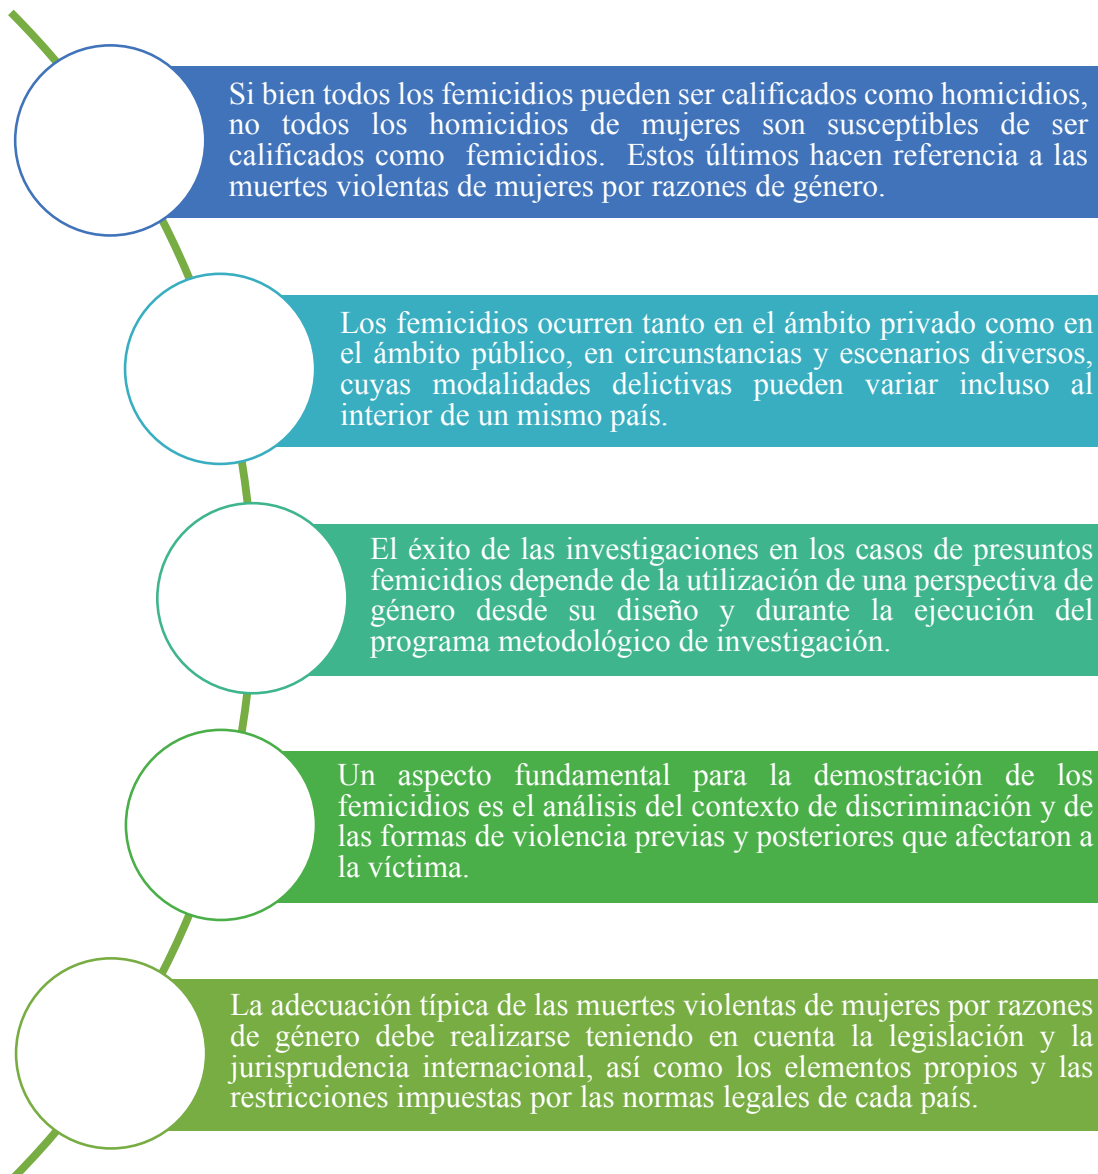 Si bien todos los femicidios pueden ser calificados como homicidios,
no todos los homicidios de mujeres son susceptibles de ser
calificados como femicidios. Estos últimos hacen referencia a las
muertes violentas de mujeres por razones de género.
Los femicidios ocurren tanto en el ámbito privado como en
el ámbito público, en circunstancias y escenarios diversos,
cuyas modalidades delictivas pueden variar incluso al
interior de un mismo país.
El éxito de las investigaciones en los casos de presuntos
femicidios depende de la utilización de una perspectiva de
género desde su diseño y durante la ejecución del
programa metodológico de investigación.
Un aspecto fundamental para la demostración de los
femicidios es el análisis del contexto de discriminación y de
las formas de violencia previas y posteriores que afectaron a
la víctima.
La adecuación típica de las muertes violentas de mujeres por razones
de género debe realizarse teniendo en cuenta la legislación y la
jurisprudencia internacional, así como los elementos propios y las
restricciones impuestas por las normas legales de cada país.